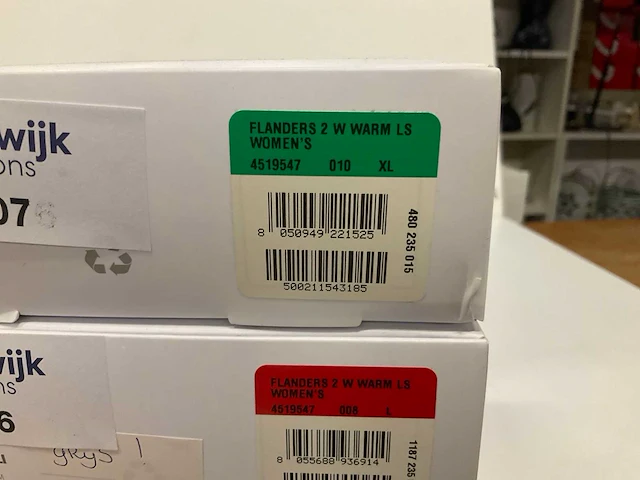 wijk
ons
07
FLANDERS 2 W WARM LS
WOMEN'S
4519547 010 XL
8 050949 221525
500211543185
480 235 015
wijk
ns
6
grys !
FLANDERS 2 W WARM LS
WOMEN'S
4519547 008 L
8 055688 936914
1187 235